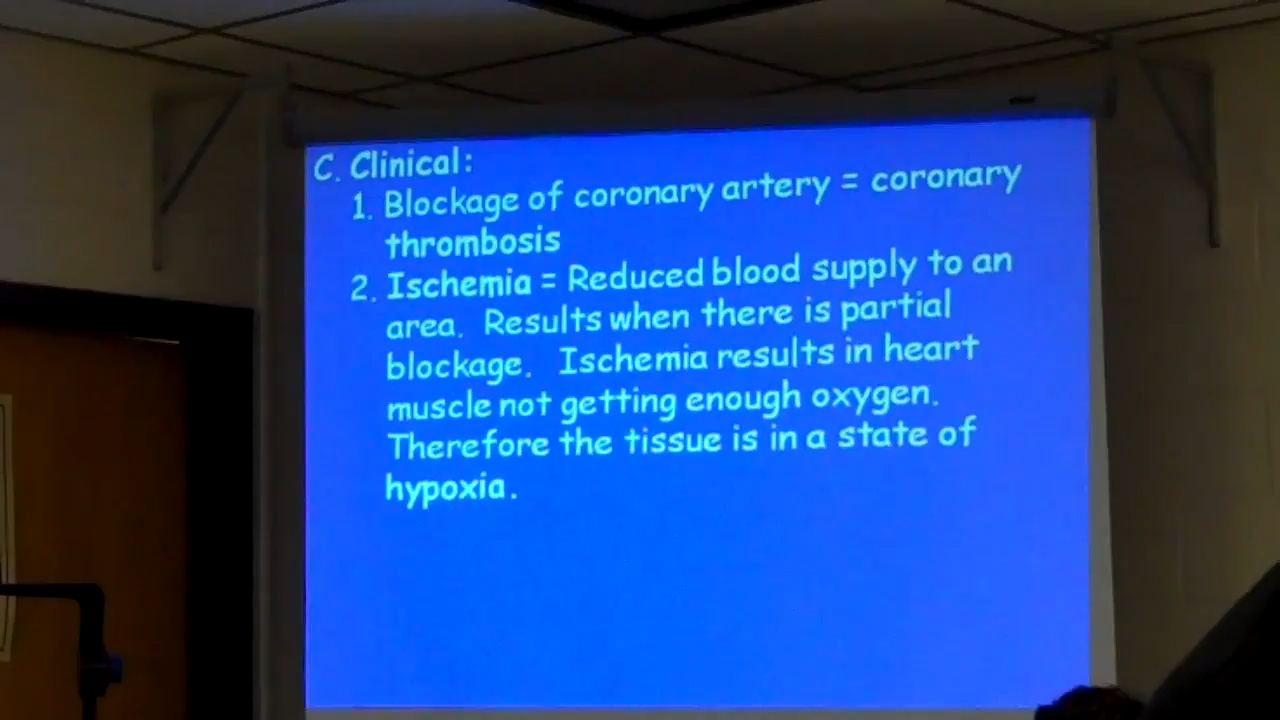 C. Clinical:
1. Blockage of coronary artery = coronary
thrombosis
2. Ischemia = Reduced blood supply to an
area. Results when there is partial
blockage. Ischemia results in heart
muscle not getting enough oxygen.
Therefore the tissue is in a state of
hypoxia.